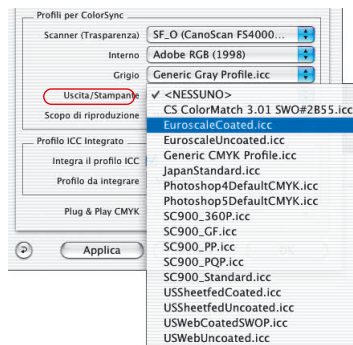 Profili per ColorSync
Scanner (Trasparenza) SF_O (CanoScan FS4000...
Interno Adobe RGB (1998)
Grigio Generic Gray Profile.icc
Uscita/Stampante ✓ <NESSUNO>
CS ColorMatch 3.01 SWO#2B55.icc
Scopo di riproduzione EuroscaleCoated.icc
Profilo ICC Integrato EuroscaleUncoated.icc
Integra il profilo ICC Generic CMYK Profile.icc
JapanStandard.icc
Profilo da integrare Photoshop4DefaultCMYK.icc
Photoshop5DefaultCMYK.icc
Plug & Play CMYK SC900_360P.icc
SC900_GF.icc
Applica SC900_PP.icc
SC900_PQP.icc
SC900_Standard.icc
USSheetfedCoated.icc
USSheetfedUncoated.icc
USWebCoatedSWOP.icc
USWebUncoated.icc